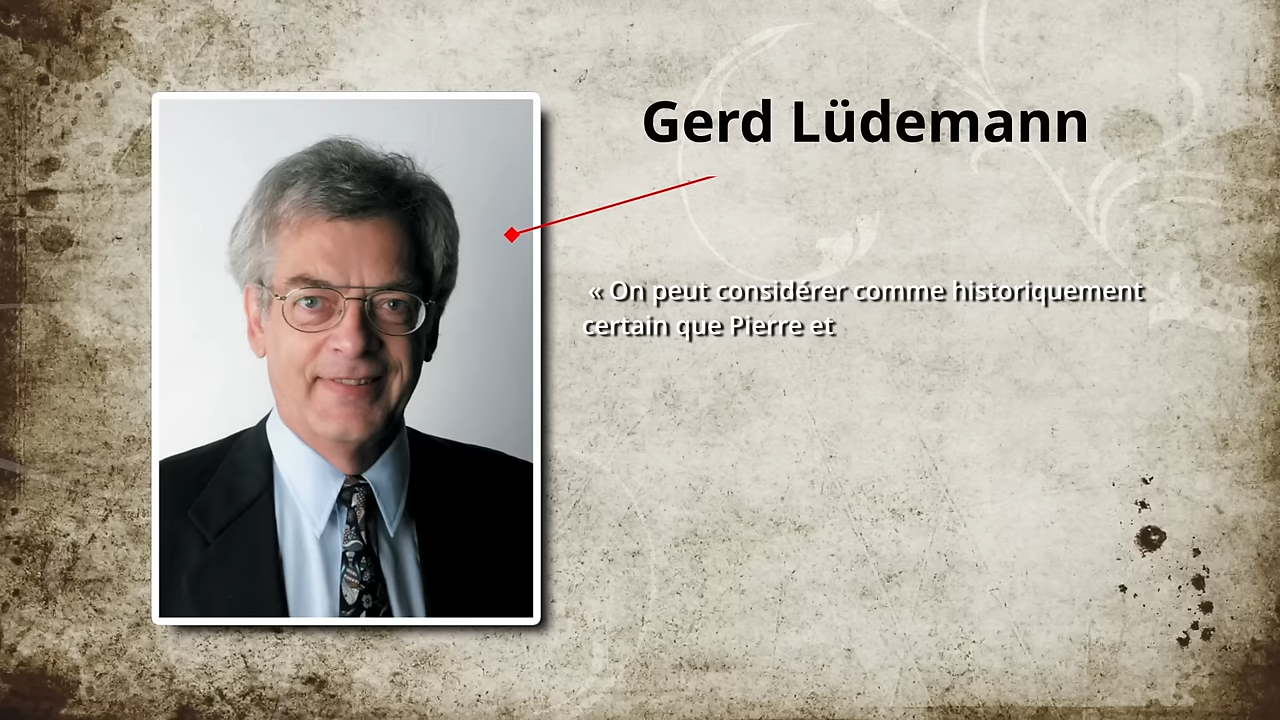 Gerd Lüdemann
« On peut considérer comme historiquement
certain que Pierre et